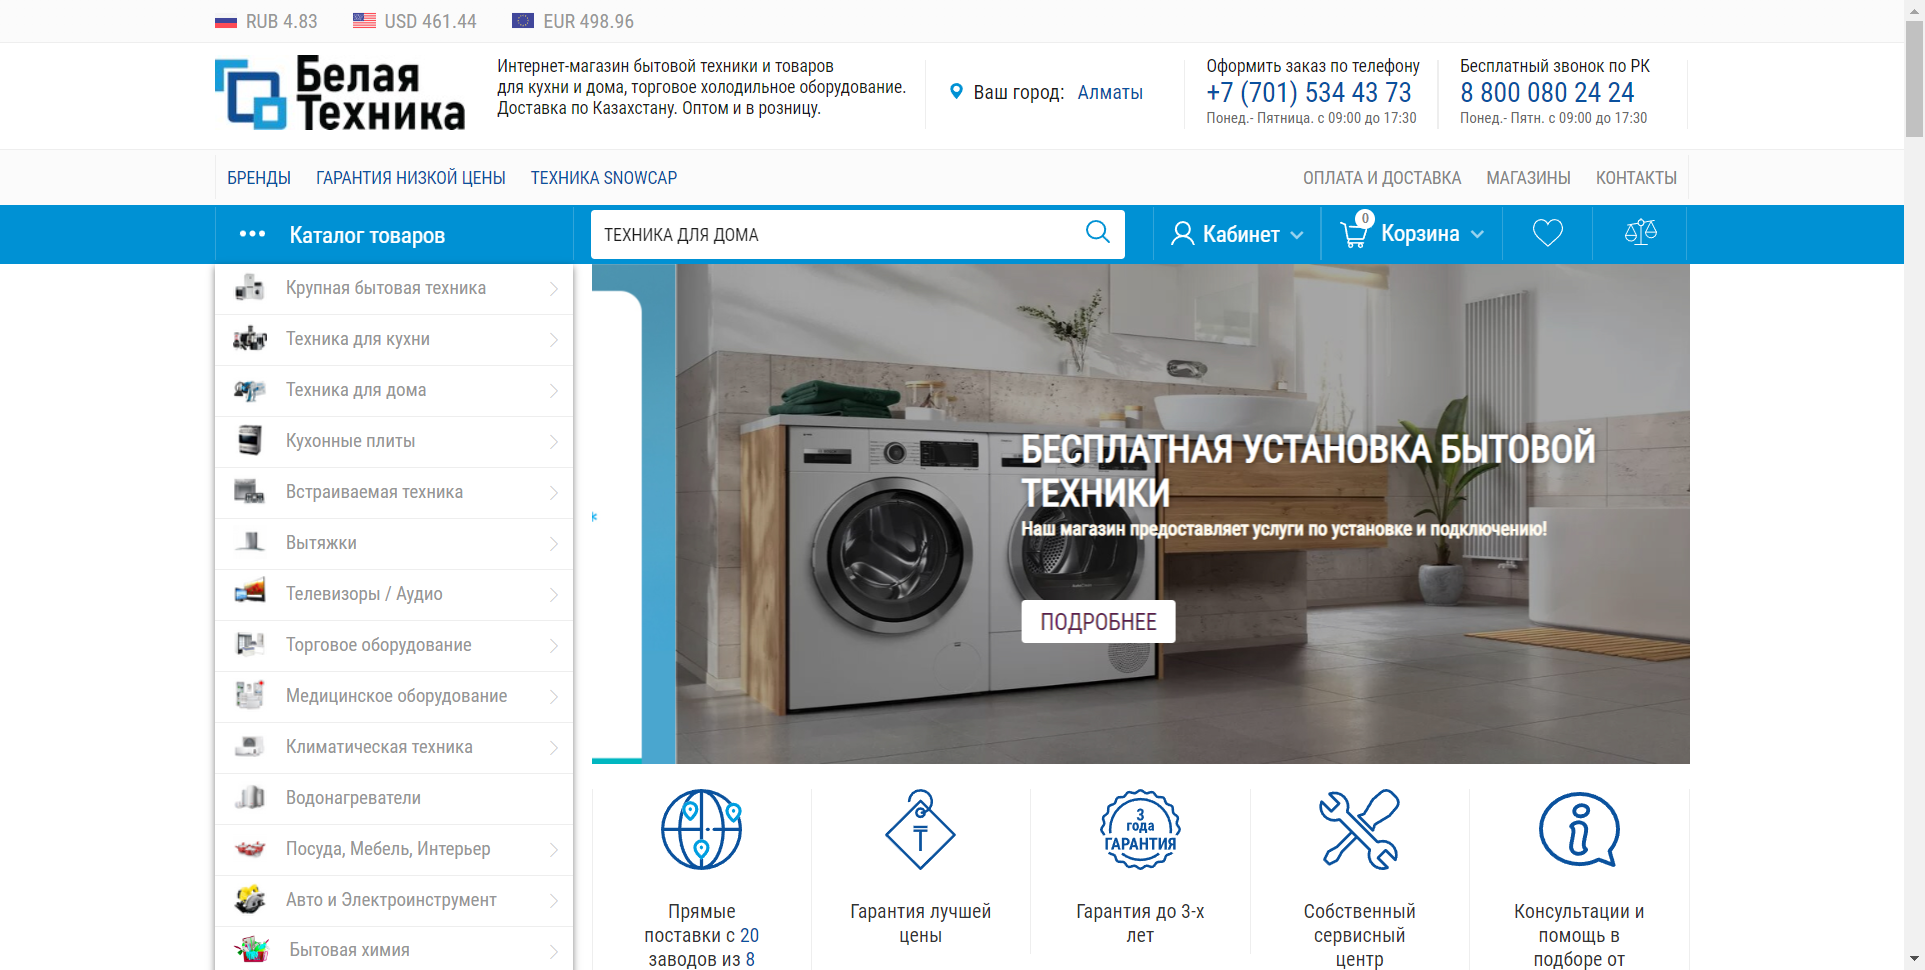 RUB 4.83 USD 461.44 EUR 498.96
Белая
Техника
Интернет-магазин бытовой техники и товаров
для кухни и дома, торговое холодильное оборудование.
Доставка по Казахстану. Оптом и в розницу.
Ваш город: Алматы
Оформить заказ по телефону
+7 (701) 534 43 73
Понед.- Пятница. с 09:00 до 17:30
Бесплатный звонок по РК
8 800 080 24 24
Понед.- Пятн. с 09:00 до 17:30
БРЕНДЫ ГАРАНТИЯ НИЗКОЙ ЦЕНЫ ТЕХНИКА SNOWCAP ОПЛАТА И ДОСТАВКА МАГАЗИНЫ КОНТАКТЫ
Каталог товаров
ТЕХНИКА ДЛЯ ДОМА
Кабинет
0
Корзина
Крупная бытовая техника
Техника для кухни
Техника для дома
Кухонные плиты
Встраиваемая техника
Вытяжки
Телевизоры / Аудио
Торговое оборудование
Медицинское оборудование
Климатическая техника
Водонагреватели
Посуда, Мебель, Интерьер
Авто и Электроинструмент
Бытовая химия
БЕСПЛАТНАЯ УСТАНОВКА БЫТОВОЙ
ТЕХНИКИ
Наш магазин предоставляет услуги по установке и подключению!
ПОДРОБНЕЕ
Прямые
поставки с 20
заводов из 8
₸
Гарантия лучшей
цены
3
года
ГАРАНТИЯ
Гарантия до 3-х
лет
Собственный
сервисный
центр
Консультации и
помощь в
подборе от